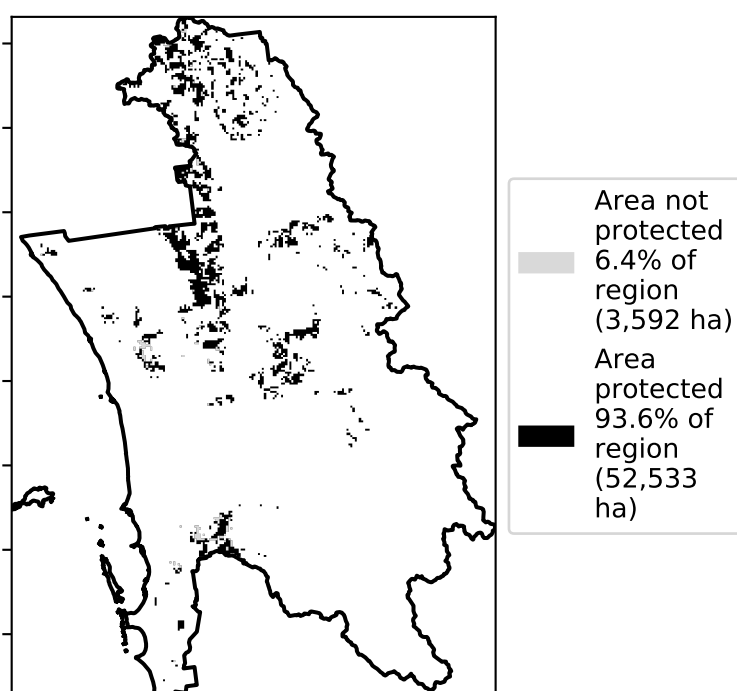 Area not
protected
6.4% of
region
(3,592 ha)
Area
protected
93.6% of
region
(52,533
ha)